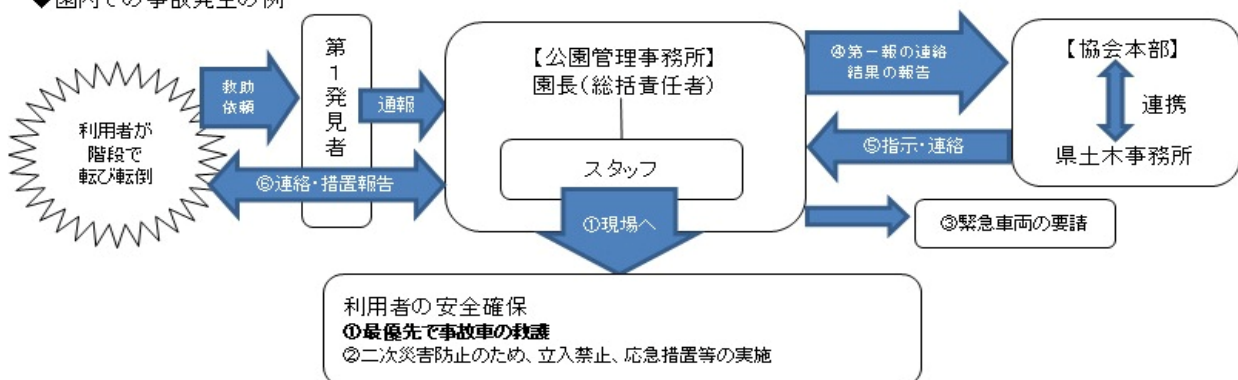 ◆園内での事故発生の例
利用者が
階段で
転び転倒
救助
依頼
第1発見者
通報
⑥連絡・措置報告
【公園管理事務所】
園長(総括責任者)
スタッフ
①現場へ
④第一報の連絡
結果の報告
⑤指示・連絡
③緊急車両の要請
【協会本部】
連携
県土木事務所
利用者の安全確保
①最優先で事故車の救護
②二次災害防止のため、立入禁止、応急措置等の実施